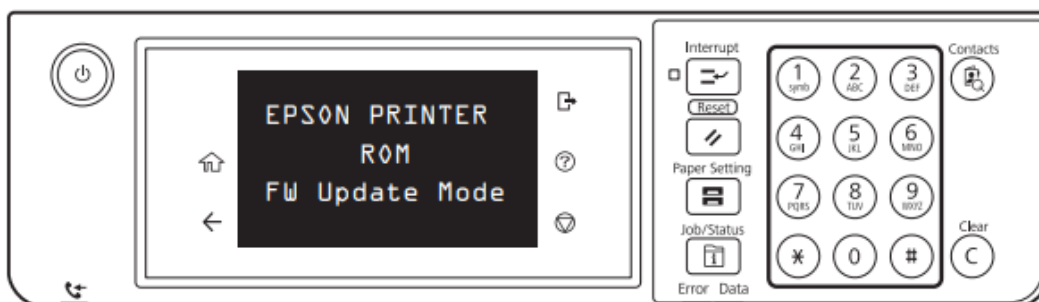 EPSON PRINTER
ROM
FW Update Mode
Interrupt
Reset
Paper Setting
Job/Status
Error Data
1
symb
2
ABC
3
DEF
4
GHI
5
JKL
6
MNO
7
PQRS
8
TUV
9
WXYZ
*
0
#
Contacts
Clear
C